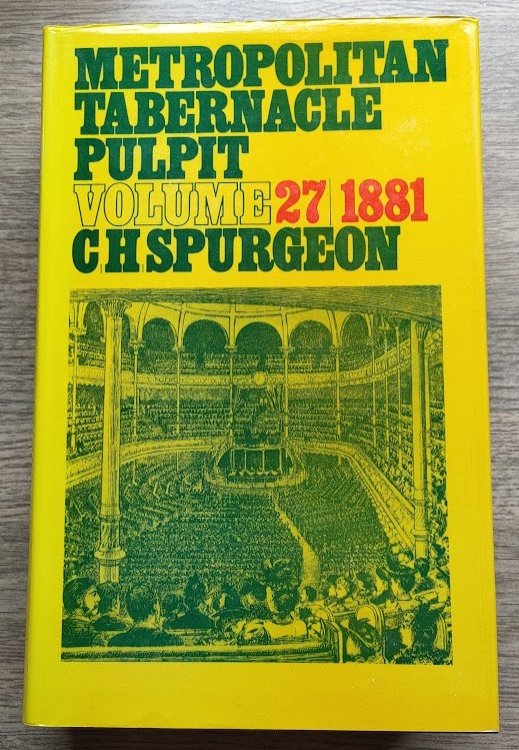 METROPOLITAN
TABERNACLE
PULPIT
VOLUME 27 | 1881
C|H|SPURGEON